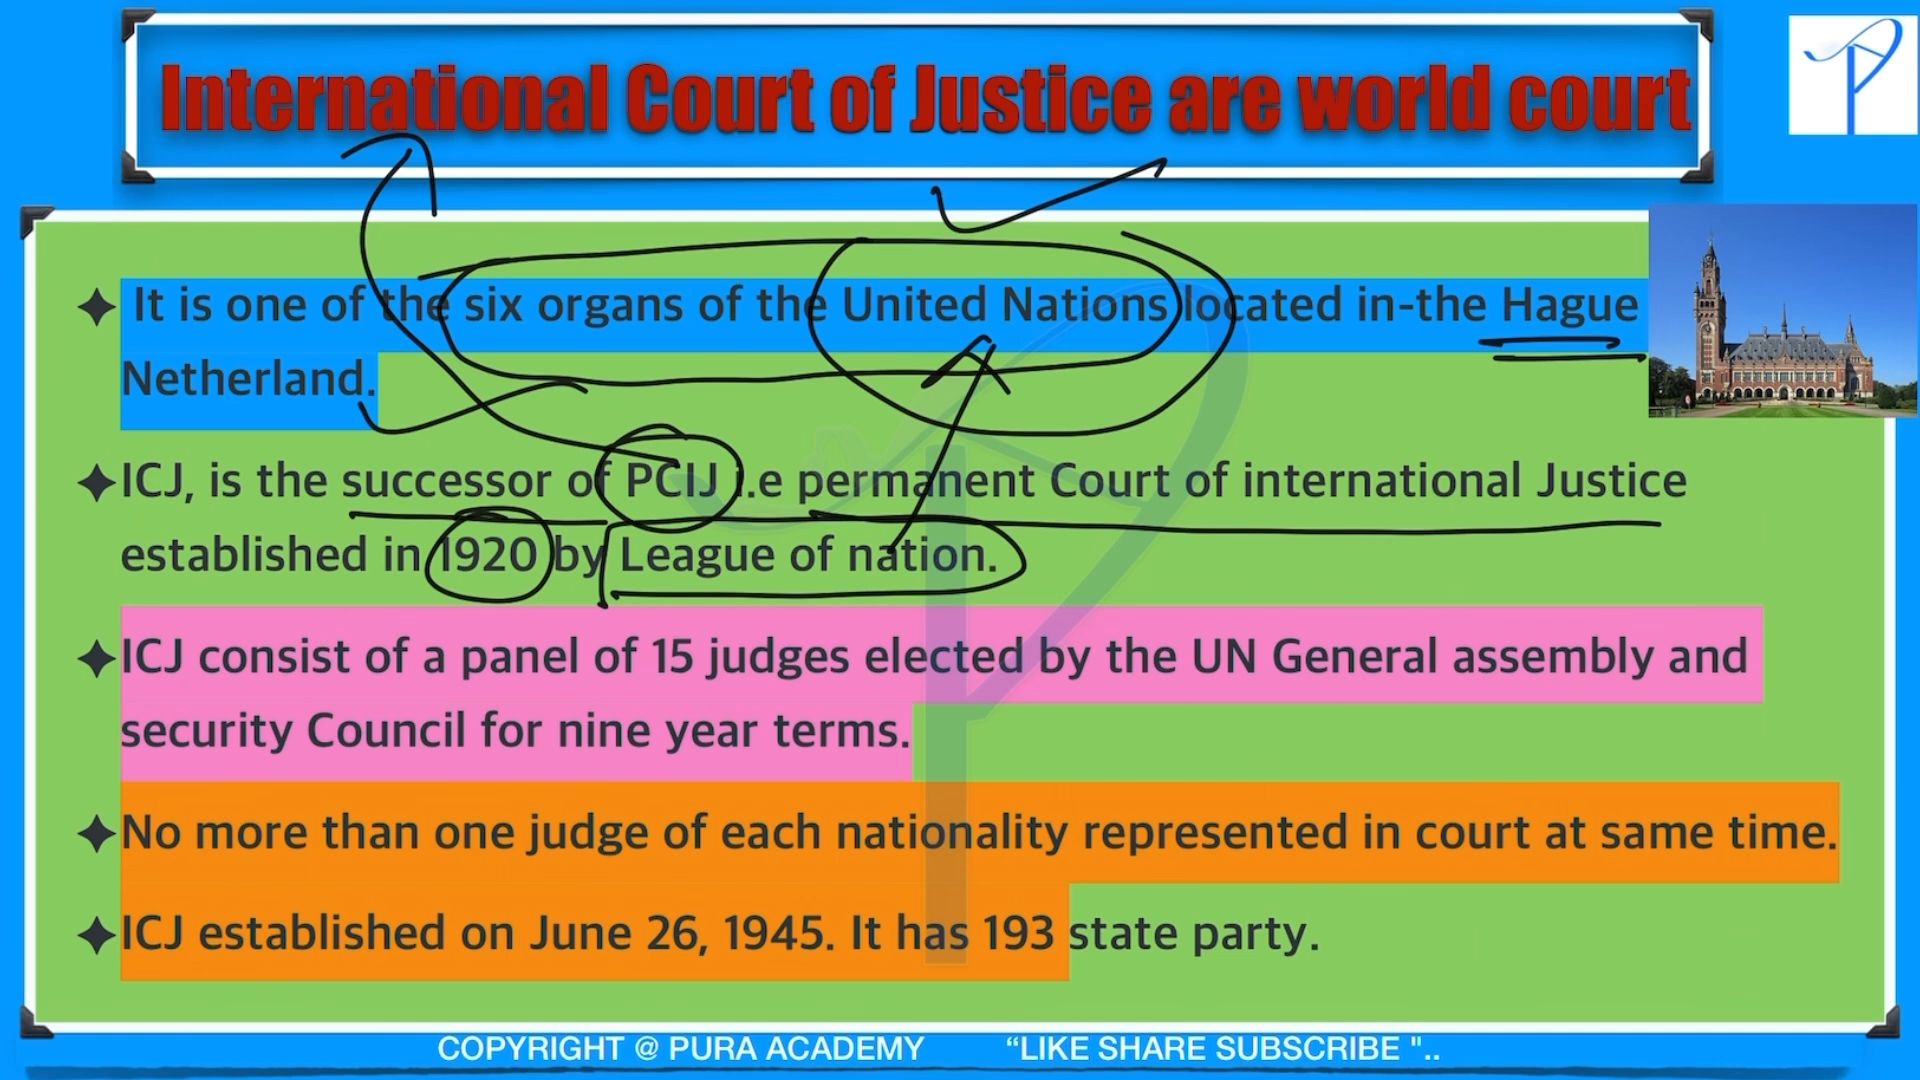 International Court of Justice are world court
It is one of the six organs of the United Nations located in-the Hague
Netherland.
ICJ, is the successor of PCIJ i.e permanent Court of international Justice
established in 1920 by League of nation.
ICJ consist of a panel of 15 judges elected by the UN General assembly and
security Council for nine year terms.
No more than one judge of each nationality represented in court at same time.
ICJ established on June 26, 1945. It has 193 state party.
COPYRIGHT @ PURA ACADEMY “LIKE SHARE SUBSCRIBE "..